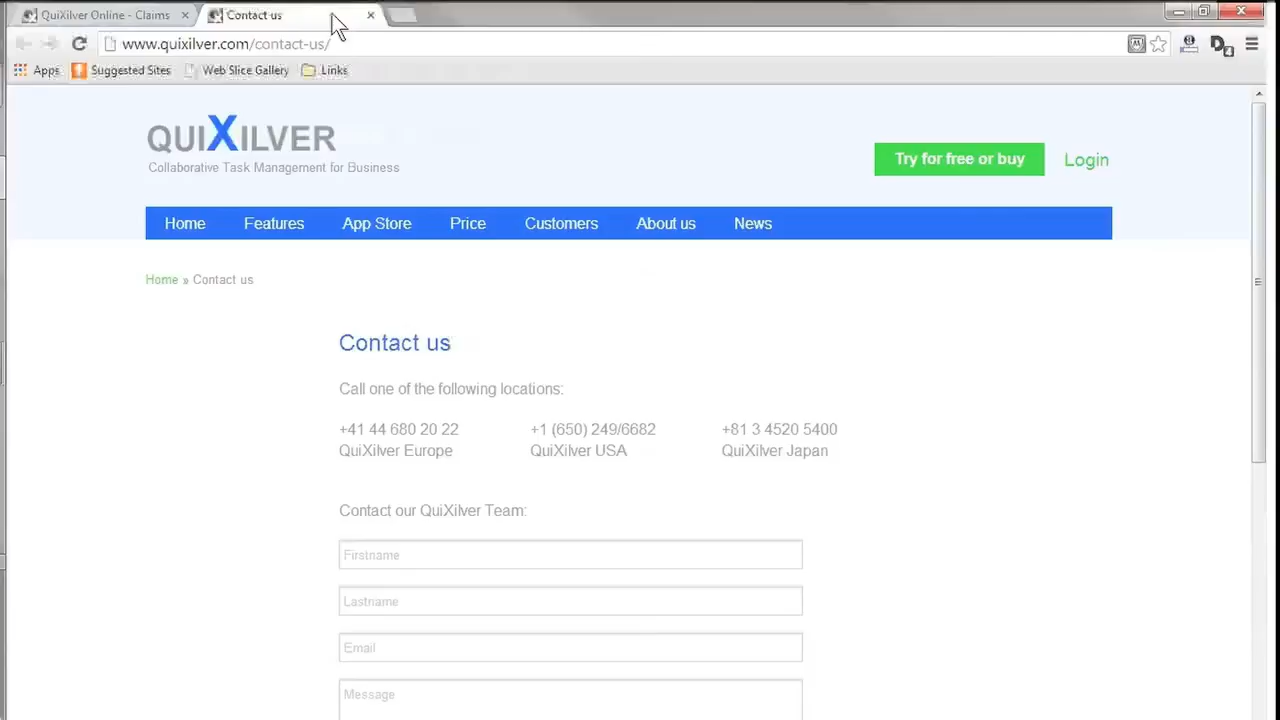 QuiXilver Online - Claims
Contact us
www.quixilver.com/contact-us/
Apps
Suggested Sites
Web Slice Gallery
Links
QUIXILVER
Collaborative Task Management for Business
Try for free or buy
Login
Home
Features
App Store
Price
Customers
About us
News
Home » Contact us
Contact us
Call one of the following locations:
+41 44 680 20 22
QuiXilver Europe
+1 (650) 249/6682
QuiXilver USA
+81 3 4520 5400
QuiXilver Japan
Contact our QuiXilver Team:
Firstname
Lastname
Email
Message